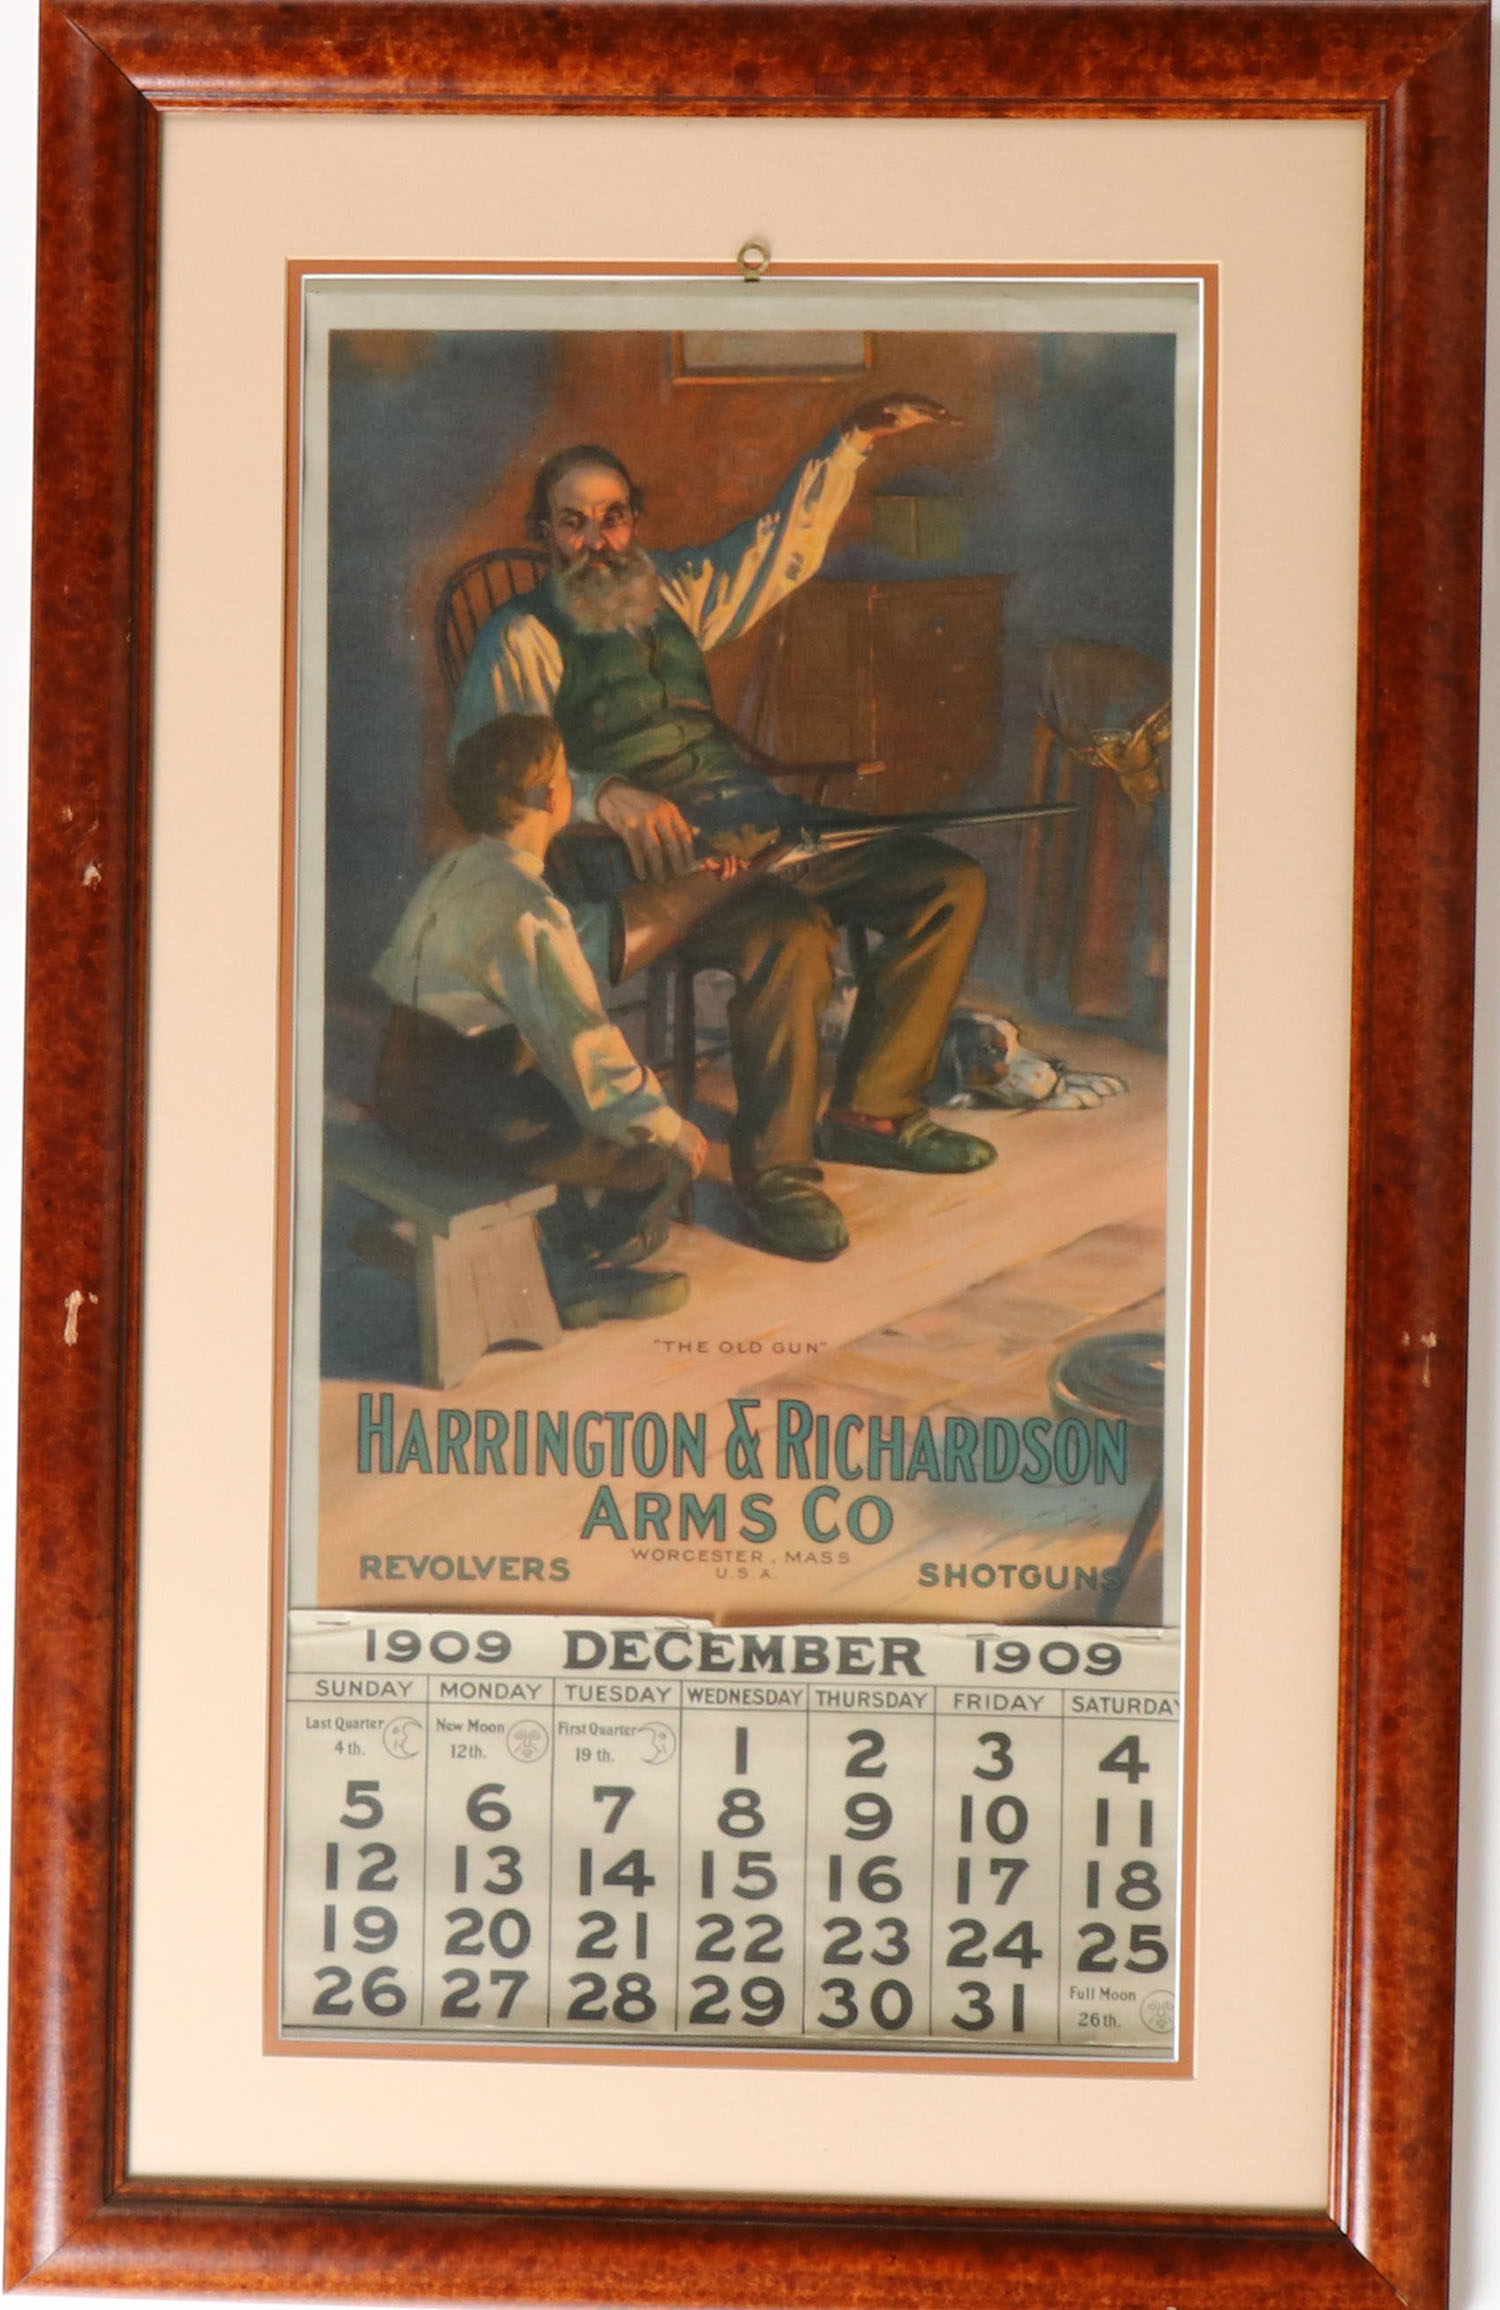 "THE OLD GUN"
HARRINGTON & RICHARDSON
ARMS CO
WORCESTER, MASS
U.S.A.
REVOLVERS SHOTGUNS
1909 DECEMBER 1909
SUNDAY MONDAY TUESDAY WEDNESDAY THURSDAY FRIDAY SATURDAY
Last Quarter 4th. New Moon 12th. First Quarter 19th. 1 2 3 4
5 6 7 8 9 10 11
12 13 14 15 16 17 18
19 20 21 22 23 24 25
26 27 28 29 30 31 Full Moon 26th.